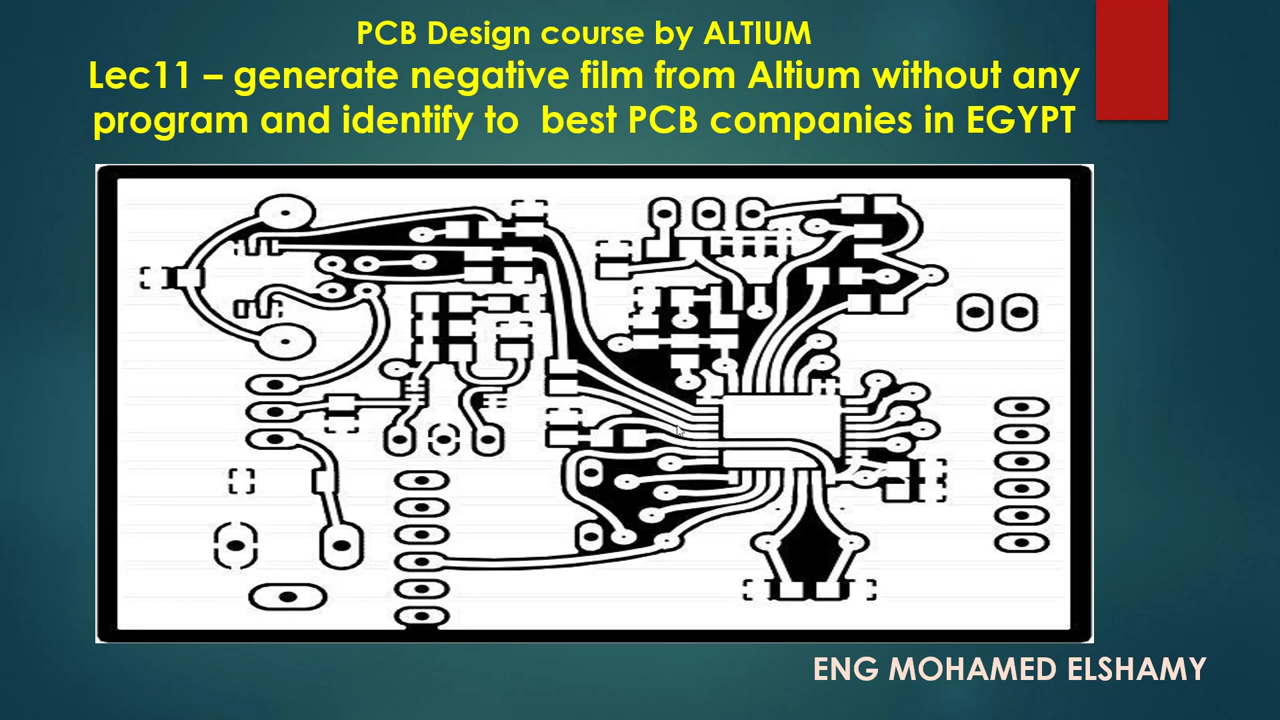 PCB Design course by ALTIUM
Lec11 – generate negative film from Altium without any
program and identify to  best PCB companies in EGYPT
ENG MOHAMED ELSHAMY